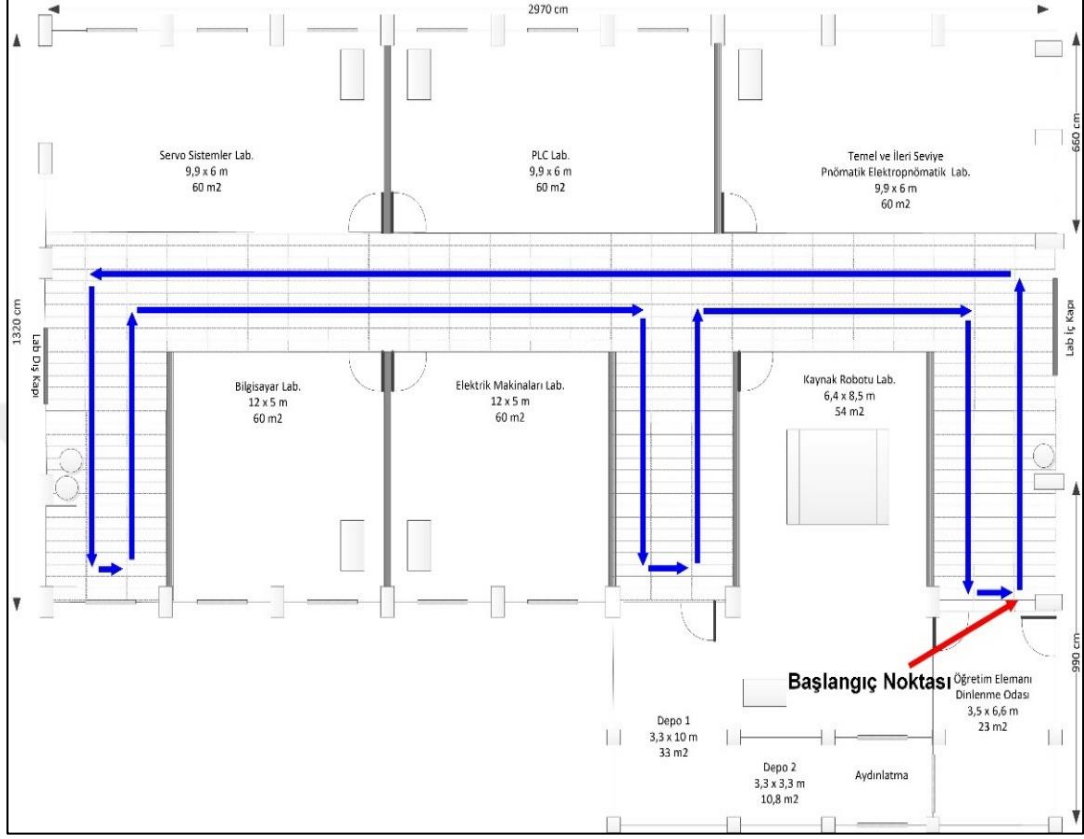 2970 cm
1320 cm
660 cm
Servo Sistemler Lab.
9,9 x 6 m
60 m2
PLC Lab.
9,9 x 6 m
60 m2
Temel ve İleri Seviye
Pnömatik Elektropnömatik Lab.
9,9 x 6 m
60 m2
Lab Dış Kapı
Lab İç Kapı
Bilgisayar Lab.
12 x 5 m
60 m2
Elektrik Makinaları Lab.
12 x 5 m
60 m2
Kaynak Robotu Lab.
6,4 x 8,5 m
54 m2
990 cm
Başlangıç Noktası
Öğretim Elemanı
Dinlenme Odası
3,5 x 6,6 m
23 m2
Depo 1
3,3 x 10 m
33 m2
Depo 2
3,3 x 3,3 m
10,8 m2
Aydınlatma